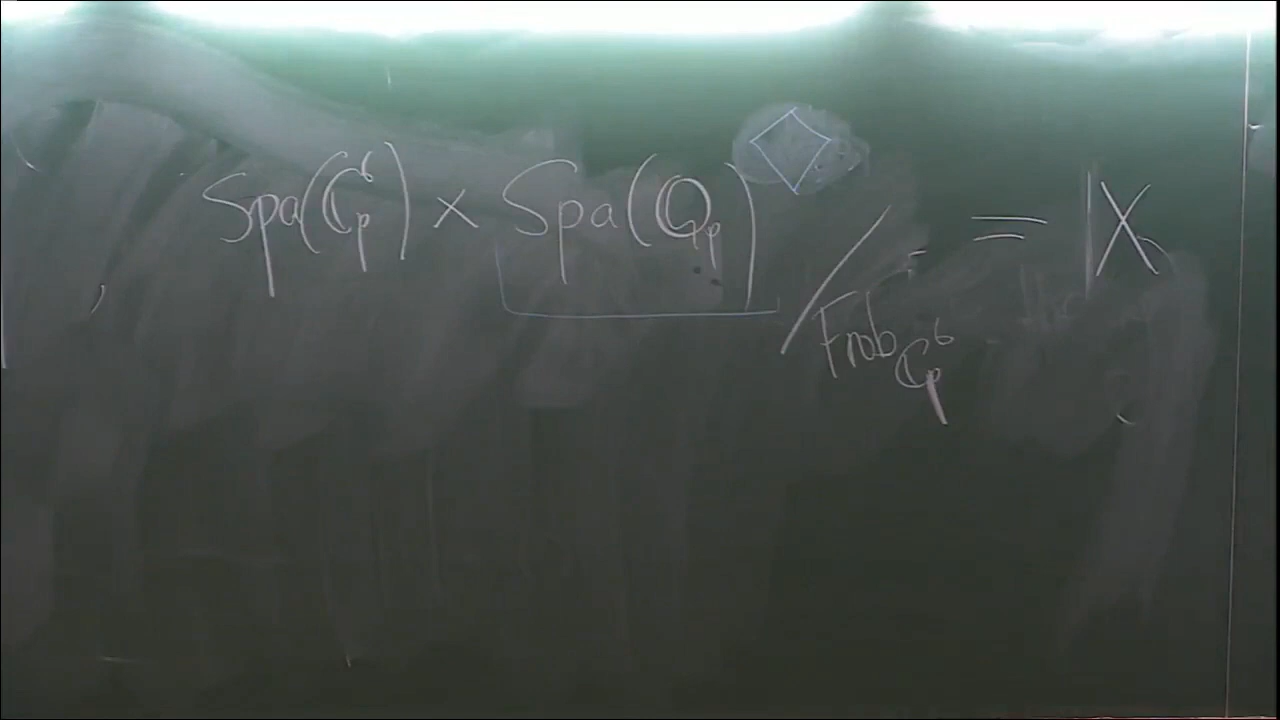 Spa(ℂ_p^♭) × Spa(ℚ_p)^◇ / Frob_{ℂ_p^♭} = 𝕏